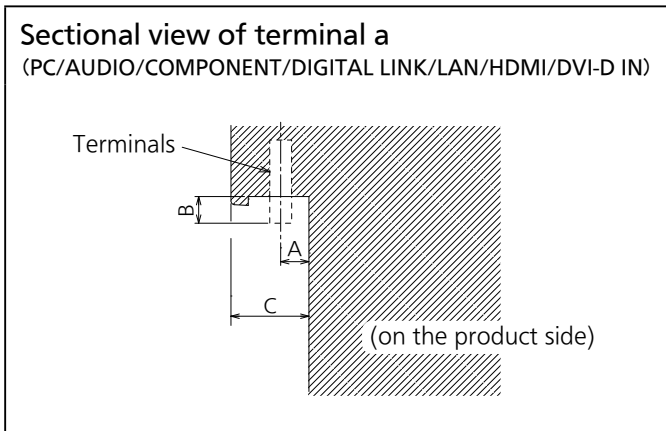 Sectional view of terminal a
（PC/AUDIO/COMPONENT/DIGITAL LINK/LAN/HDMI/DVI-D IN）
Terminals
B
A
C
(on the product side)